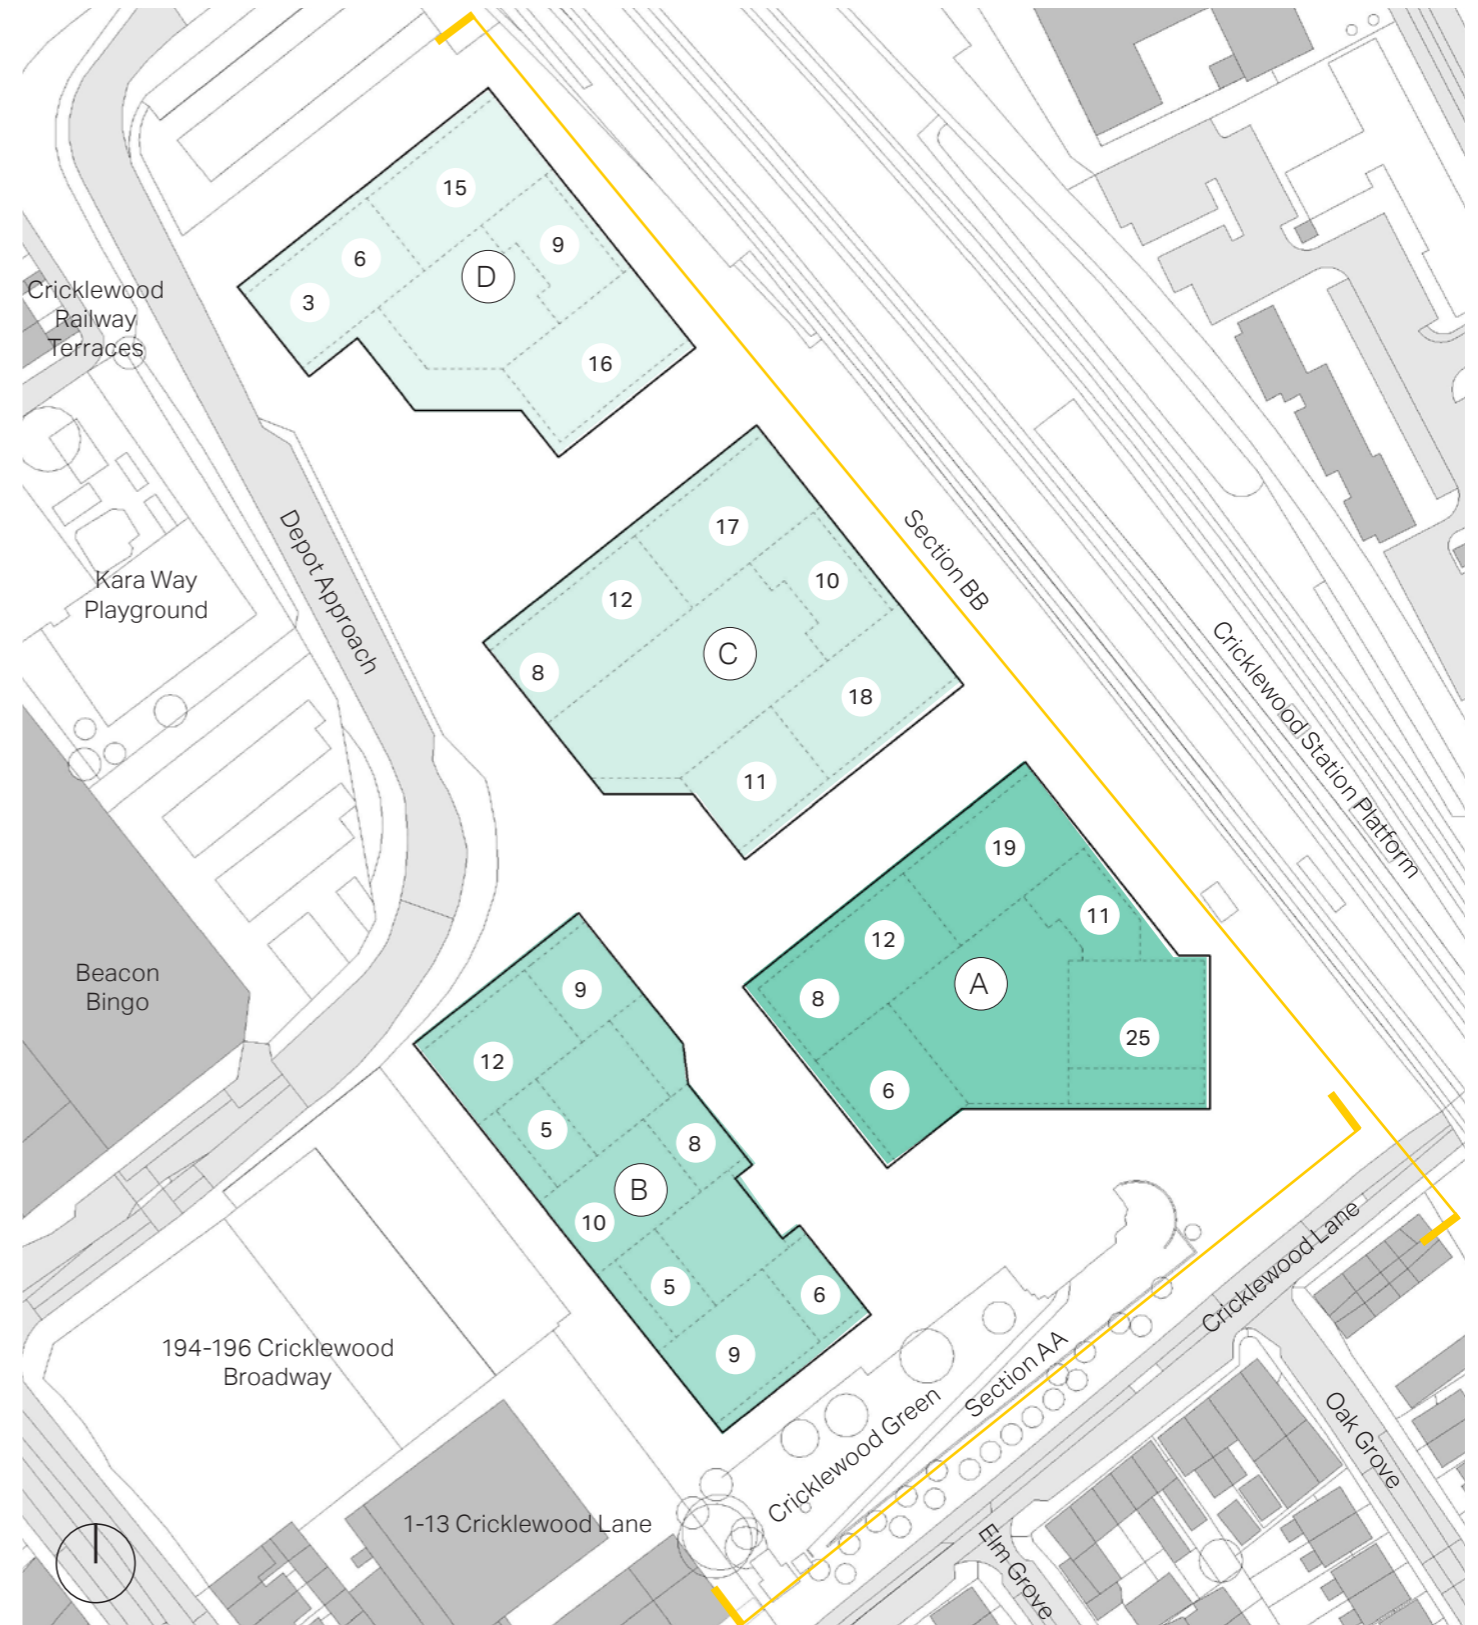 15
6
9
D
3
Cricklewood
Railway
Terraces
16
Depot Approach
Section BB
Kara Way
Playground
17
12
10
C
8
18
11
Cricklewood Station Platform
19
12
11
A
8
25
6
Beacon
Bingo
9
12
5
8
B
10
5
6
9
194-196 Cricklewood
Broadway
Cricklewood Lane
Section AA
Cricklewood Green
Oak Grove
1-13 Cricklewood Lane
Elm Grove